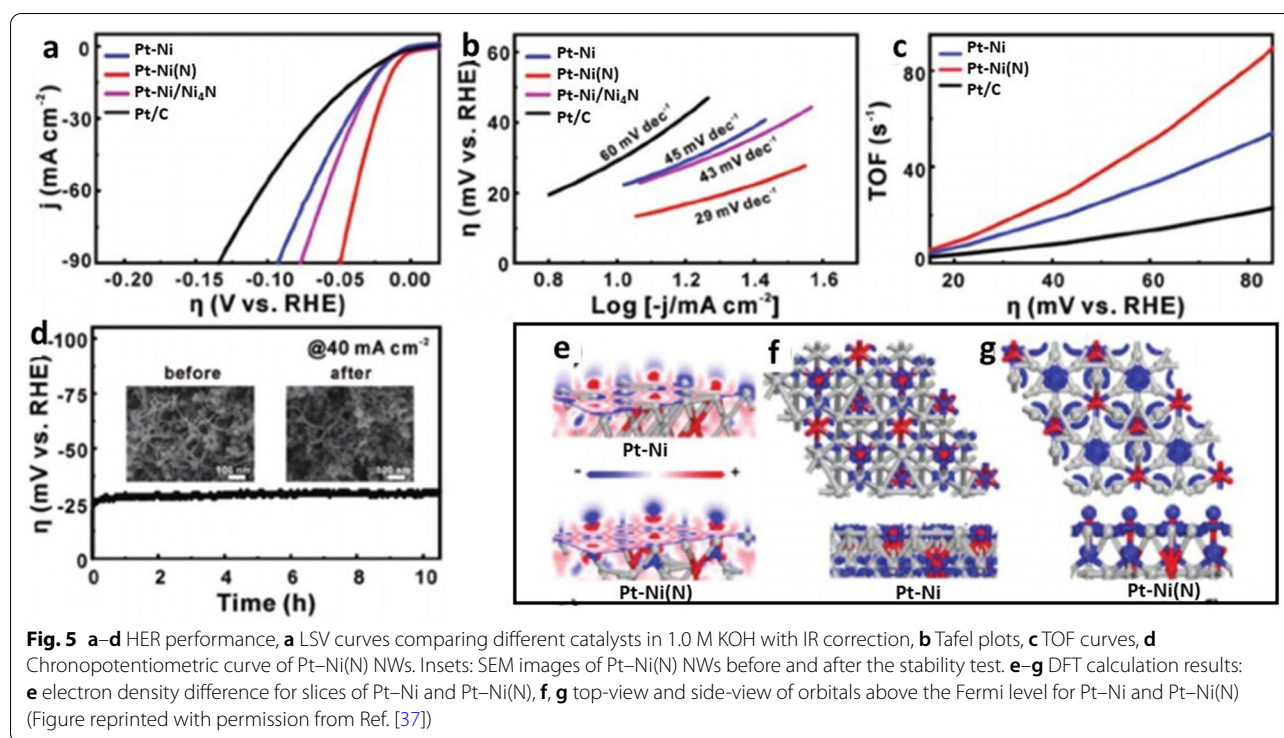 a
Pt-Ni
Pt-Ni(N)
Pt-Ni/Ni₄N
Pt/C
j (mA cm⁻²)
0
-30
-60
-90
-0.20 -0.15 -0.10 -0.05 0.00
η (V vs. RHE)
b
Pt-Ni
Pt-Ni(N)
Pt-Ni/Ni₄N
Pt/C
60 mV dec⁻¹
45 mV dec⁻¹
43 mV dec⁻¹
29 mV dec⁻¹
η (mV vs. RHE)
60
40
20
0
0.4 0.8 1.2 1.6
Log [-j/mA cm⁻²]
c
Pt-Ni
Pt-Ni(N)
Pt/C
TOF (s⁻¹)
80
40
0
20 40 60 80
η (mV vs. RHE)
d
@40 mA cm⁻²
before after
100 nm 100 nm
η (mV vs. RHE)
-100
-75
-50
-25
0
0 2 4 6 8 10
Time (h)
e
Pt-Ni
- +
Pt-Ni(N)
f
Pt-Ni
g
Pt-Ni(N)
Fig. 5 a–d HER performance, a LSV curves comparing different catalysts in 1.0 M KOH with IR correction, b Tafel plots, c TOF curves, d
Chronopotentiometric curve of Pt–Ni(N) NWs. Insets: SEM images of Pt–Ni(N) NWs before and after the stability test. e–g DFT calculation results:
e electron density difference for slices of Pt–Ni and Pt–Ni(N), f, g top-view and side-view of orbitals above the Fermi level for Pt–Ni and Pt–Ni(N)
(Figure reprinted with permission from Ref. [37])